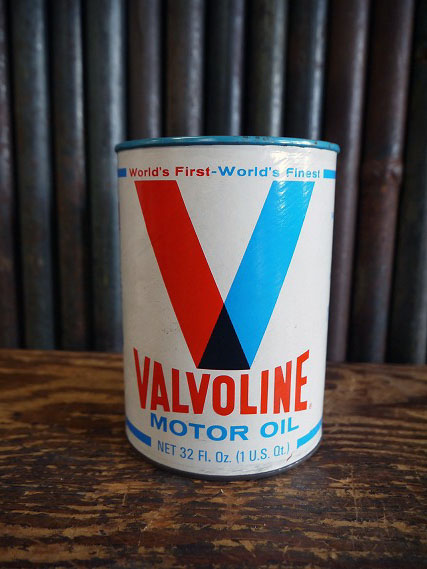 World's First-World's Finest
V
VALVOLINE®
MOTOR OIL
NET 32 Fl. Oz. (1 U.S. Qt.)